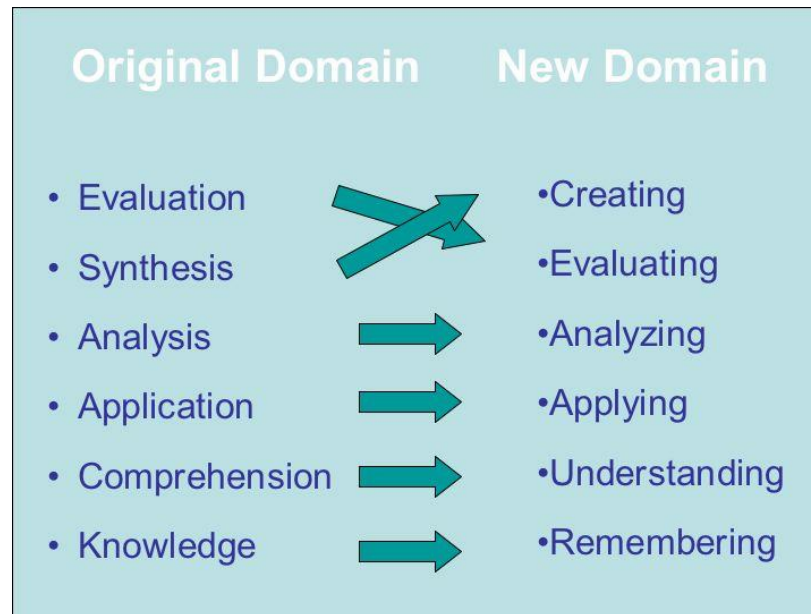 Original Domain New Domain
• Evaluation •Creating
• Synthesis •Evaluating
• Analysis •Analyzing
• Application •Applying
• Comprehension •Understanding
• Knowledge •Remembering